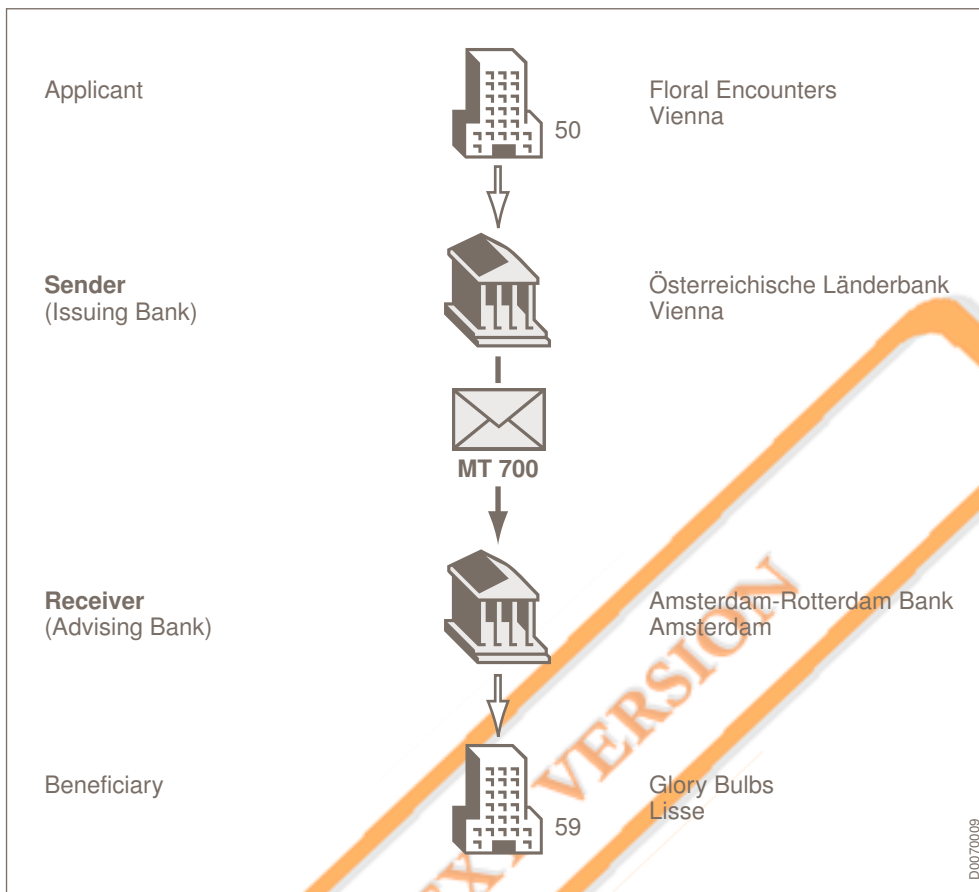 Applicant
50
Floral Encounters
Vienna
Sender
(Issuing Bank)
Österreichische Länderbank
Vienna
MT 700
Receiver
(Advising Bank)
Amsterdam-Rotterdam Bank
Amsterdam
Beneficiary
59
Glory Bulbs
Lisse
D0070009
VERSION